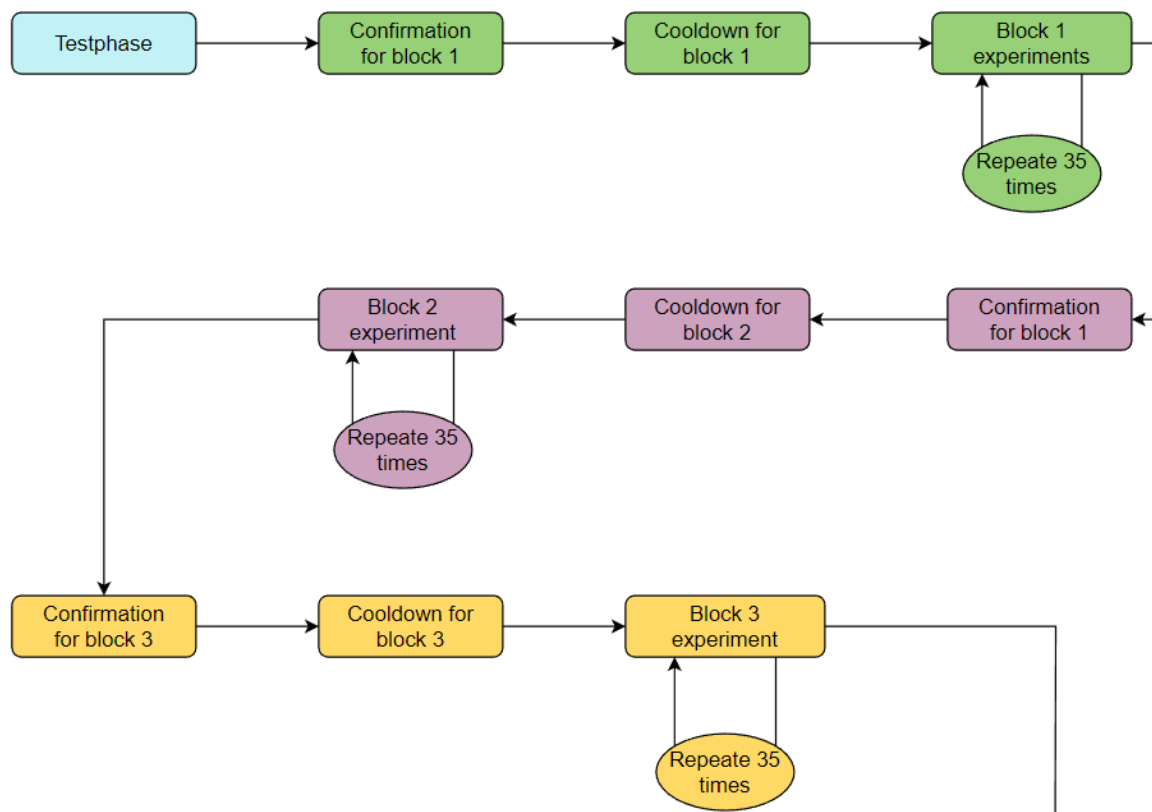 Testphase
Confirmation
for block 1
Cooldown for
block 1
Block 1
experiments
Repeate 35
times
Block 2
experiment
Cooldown for
block 2
Confirmation
for block 1
Repeate 35
times
Confirmation
for block 3
Cooldown for
block 3
Block 3
experiment
Repeate 35
times